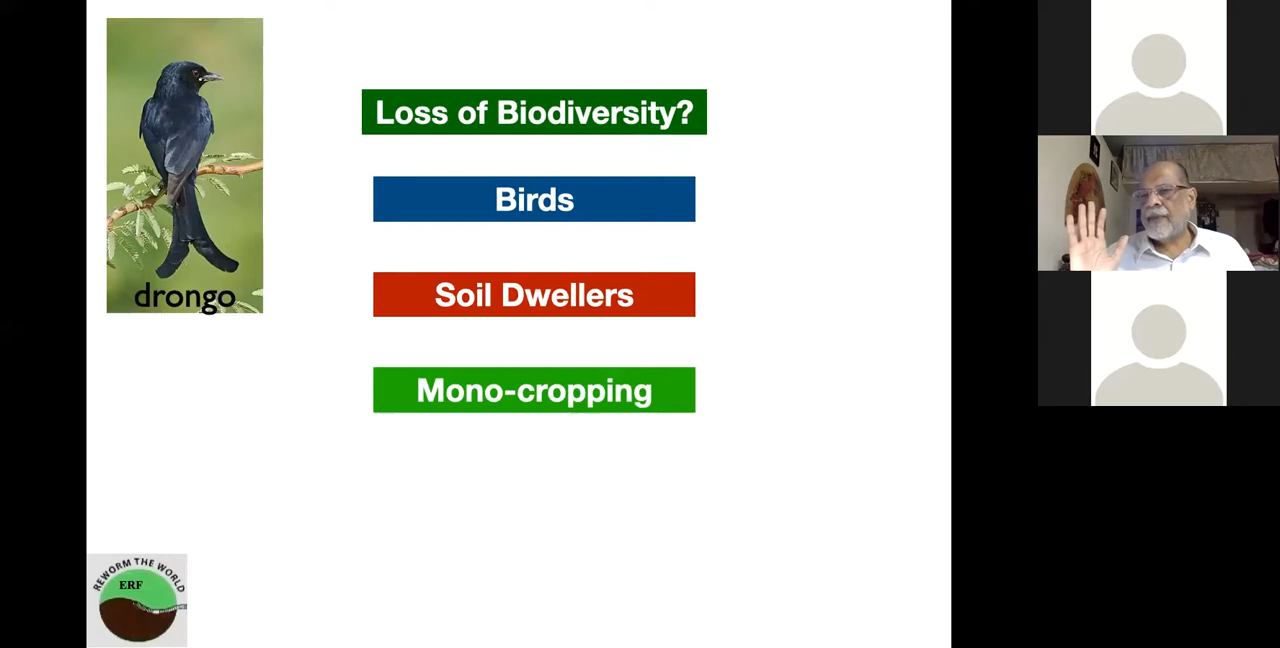 Loss of Biodiversity?
Birds
Soil Dwellers
Mono-cropping
drongo
REWORM THE WORLD
ERF